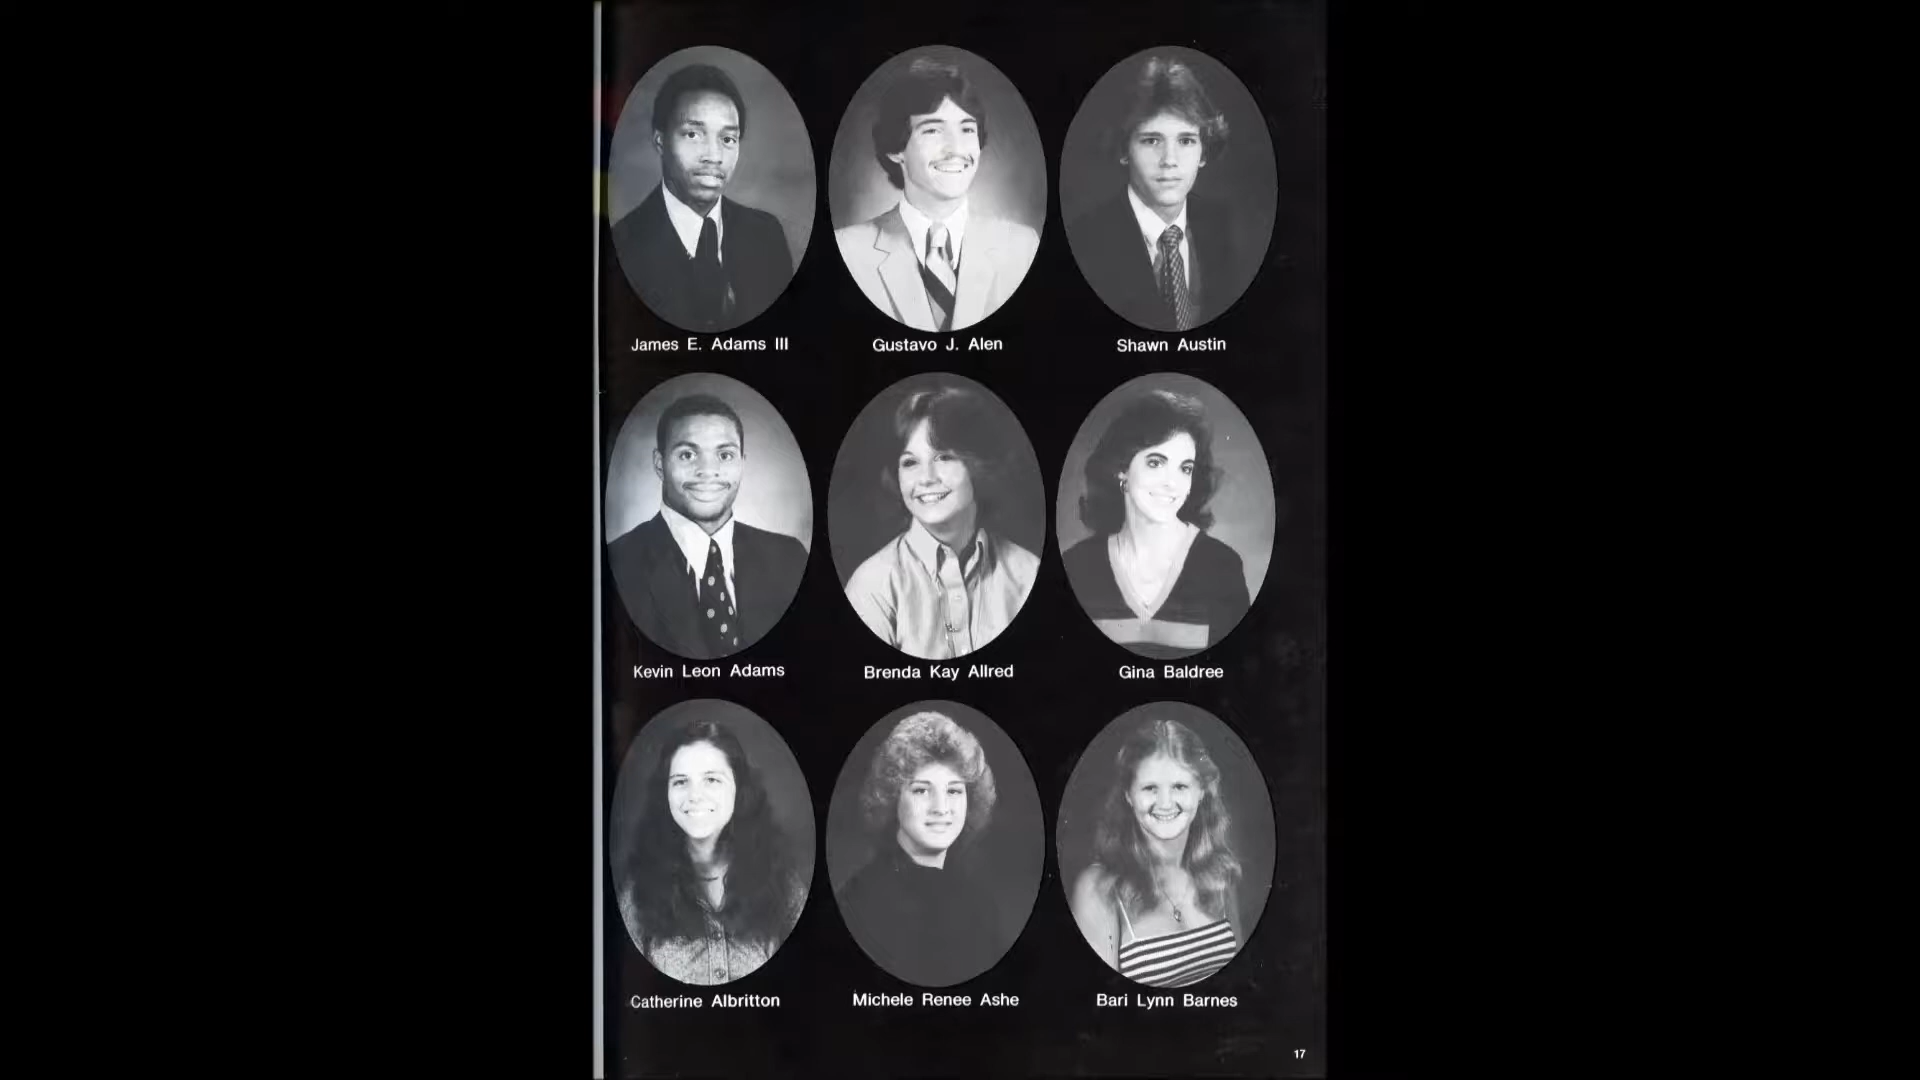 James E. Adams III
Gustavo J. Alen
Shawn Austin
Kevin Leon Adams
Brenda Kay Allred
Gina Baldree
Catherine Albritton
Michele Renee Ashe
Bari Lynn Barnes
17